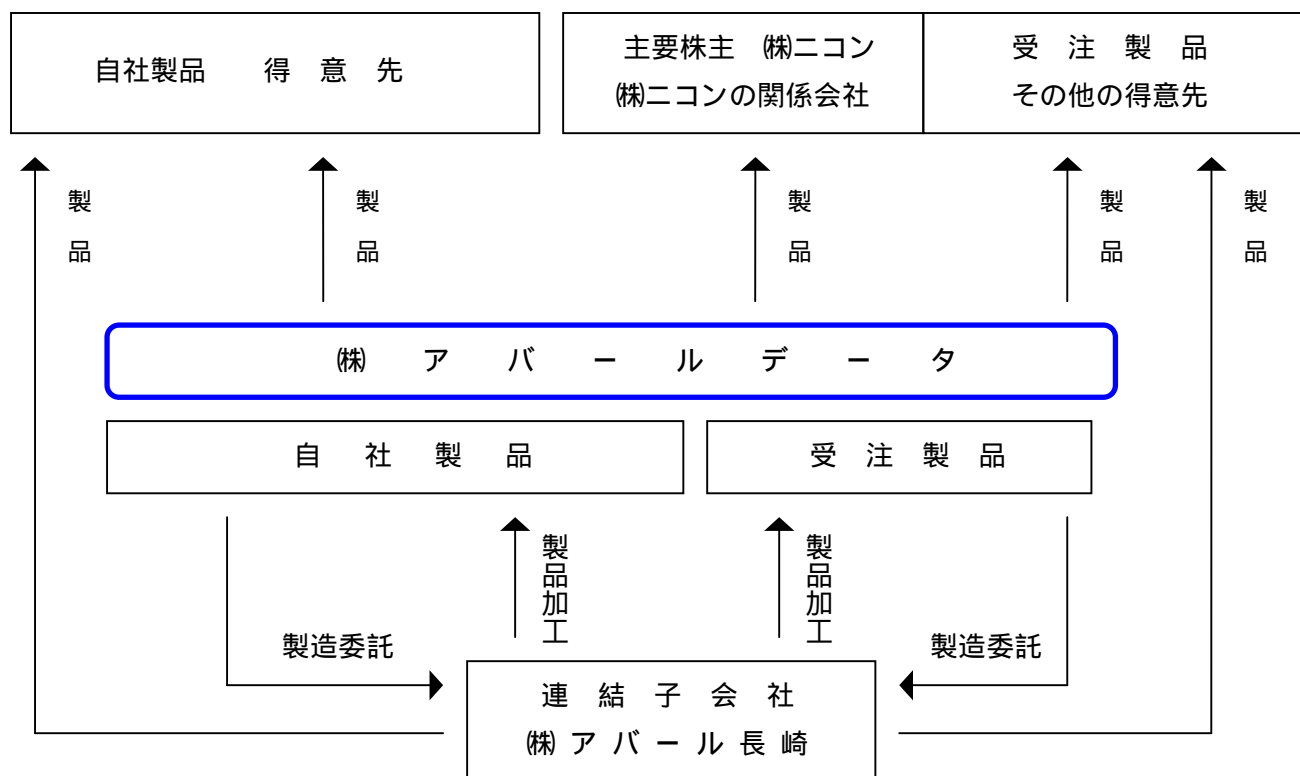 自社製品 得意先
主要株主 ㈱ニコン
㈱ニコンの関係会社
受注製品
その他の得意先
製品
製品
製品
製品
製品
㈱アバールデータ
自社製品
受注製品
製品加工
製品加工
製造委託
製造委託
連結子会社
㈱アバール長崎